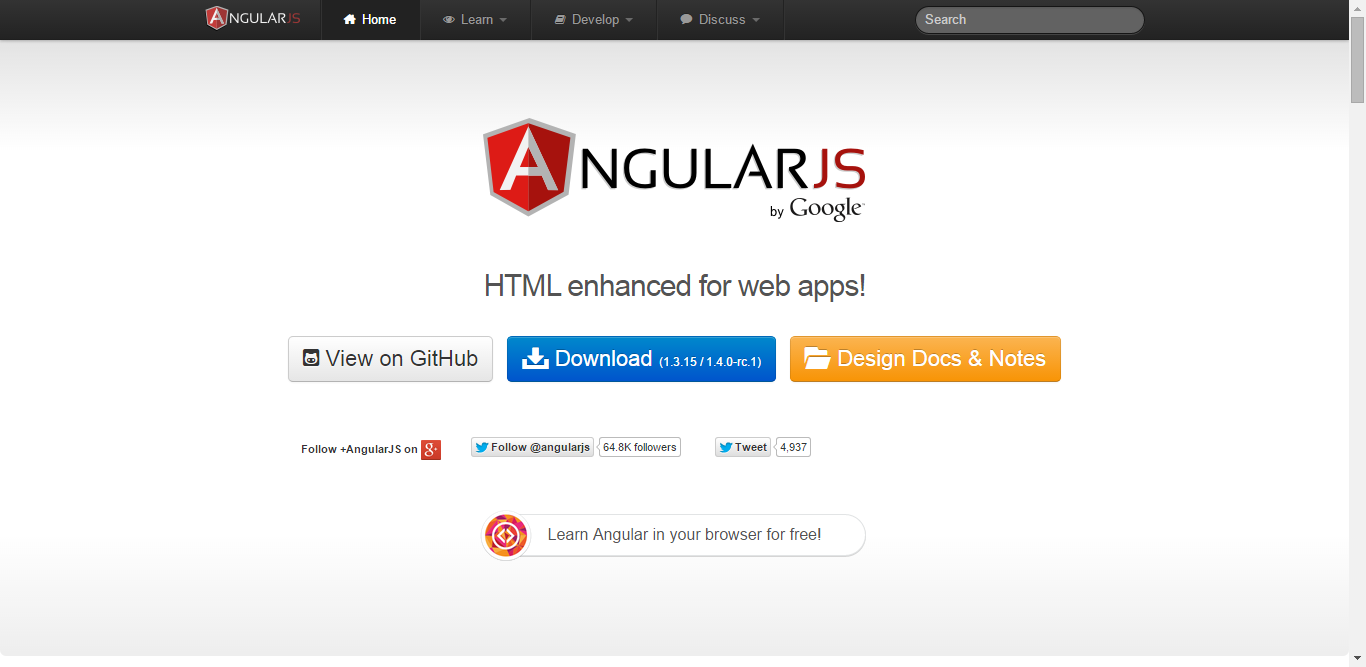 ANGULARJS Home Learn Develop Discuss Search
ANGULARJS
by Google
HTML enhanced for web apps!
View on GitHub Download (1.3.15 / 1.4.0-rc.1) Design Docs & Notes
Follow +AngularJS on g+ Follow @angularjs 64.8K followers Tweet 4,937
Learn Angular in your browser for free!